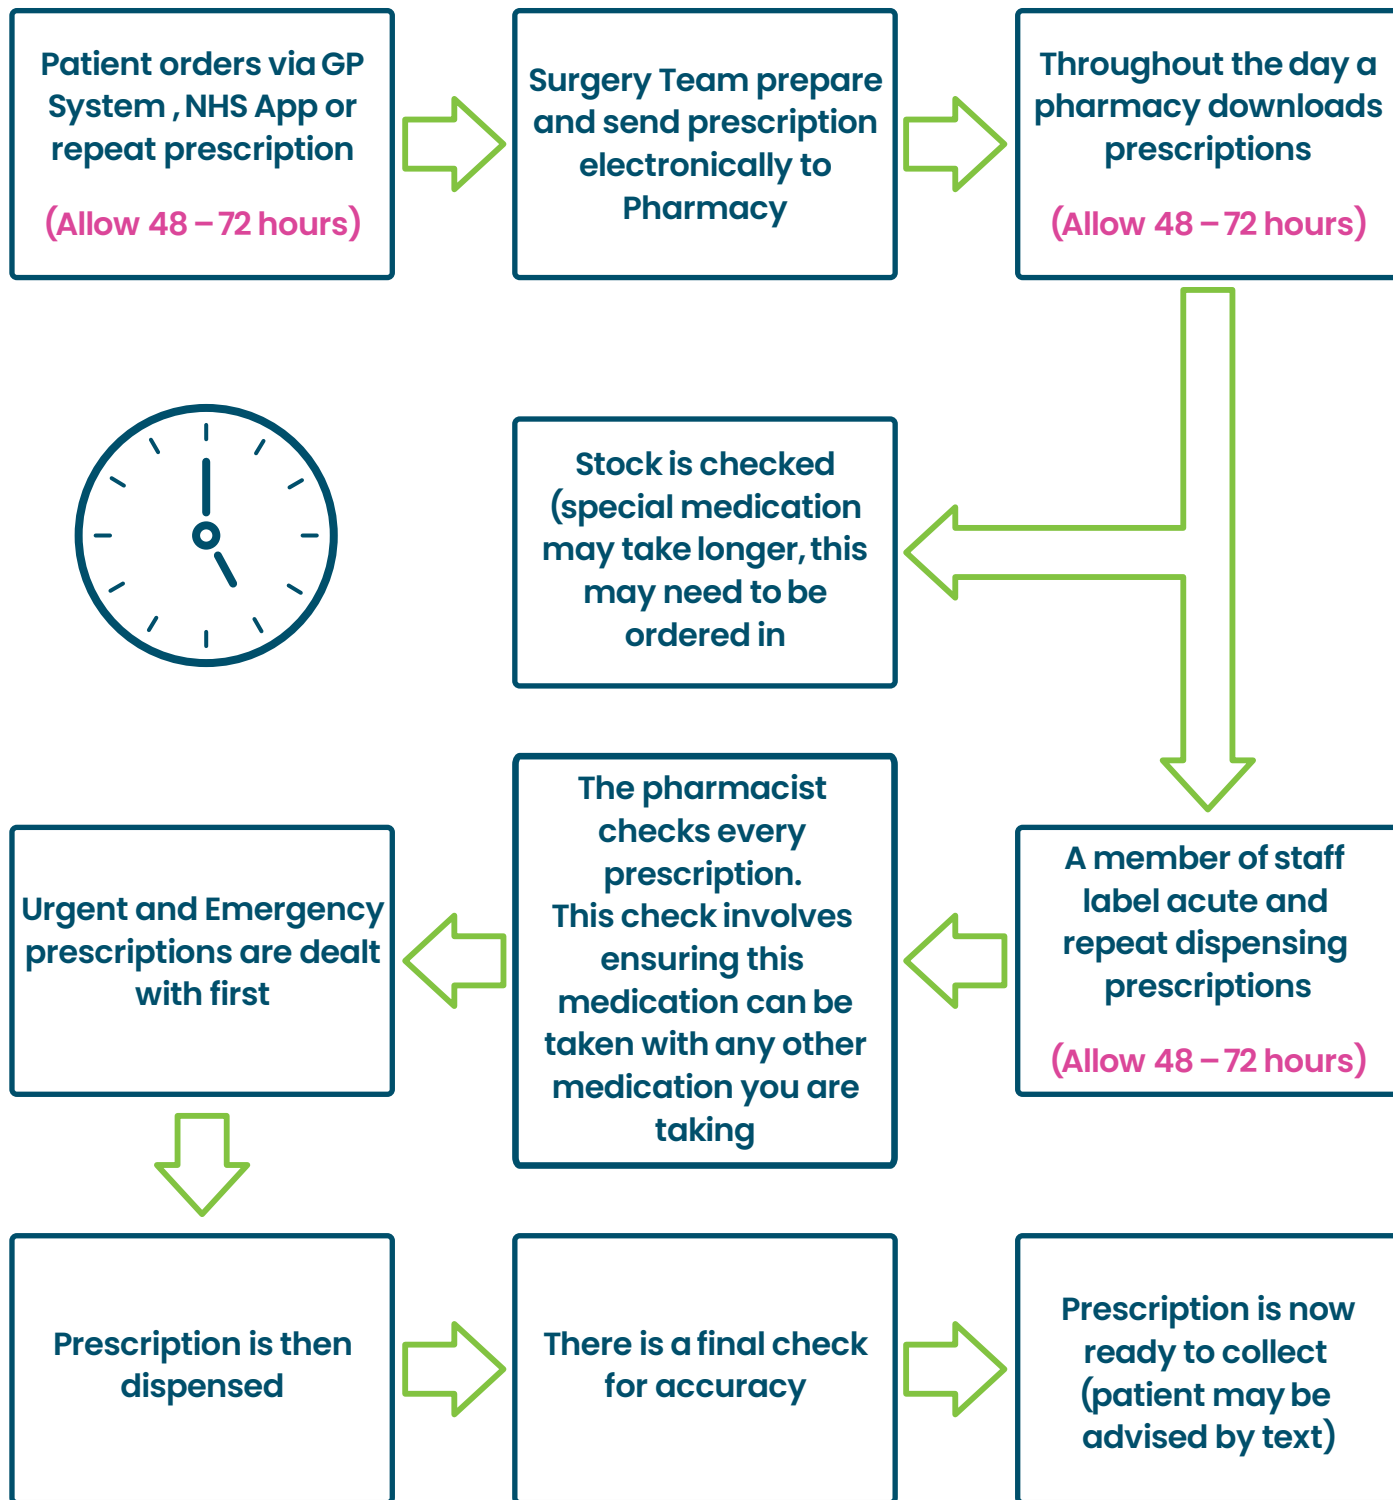 Patient orders via GP
System , NHS App or
repeat prescription
(Allow 48 – 72 hours)
Surgery Team prepare
and send prescription
electronically to
Pharmacy
Throughout the day a
pharmacy downloads
prescriptions
(Allow 48 – 72 hours)
Stock is checked
(special medication
may take longer, this
may need to be
ordered in
A member of staff
label acute and
repeat dispensing
prescriptions
(Allow 48 – 72 hours)
The pharmacist
checks every
prescription.
This check involves
ensuring this
medication can be
taken with any other
medication you are
taking
Urgent and Emergency
prescriptions are dealt
with first
Prescription is then
dispensed
There is a final check
for accuracy
Prescription is now
ready to collect
(patient may be
advised by text)